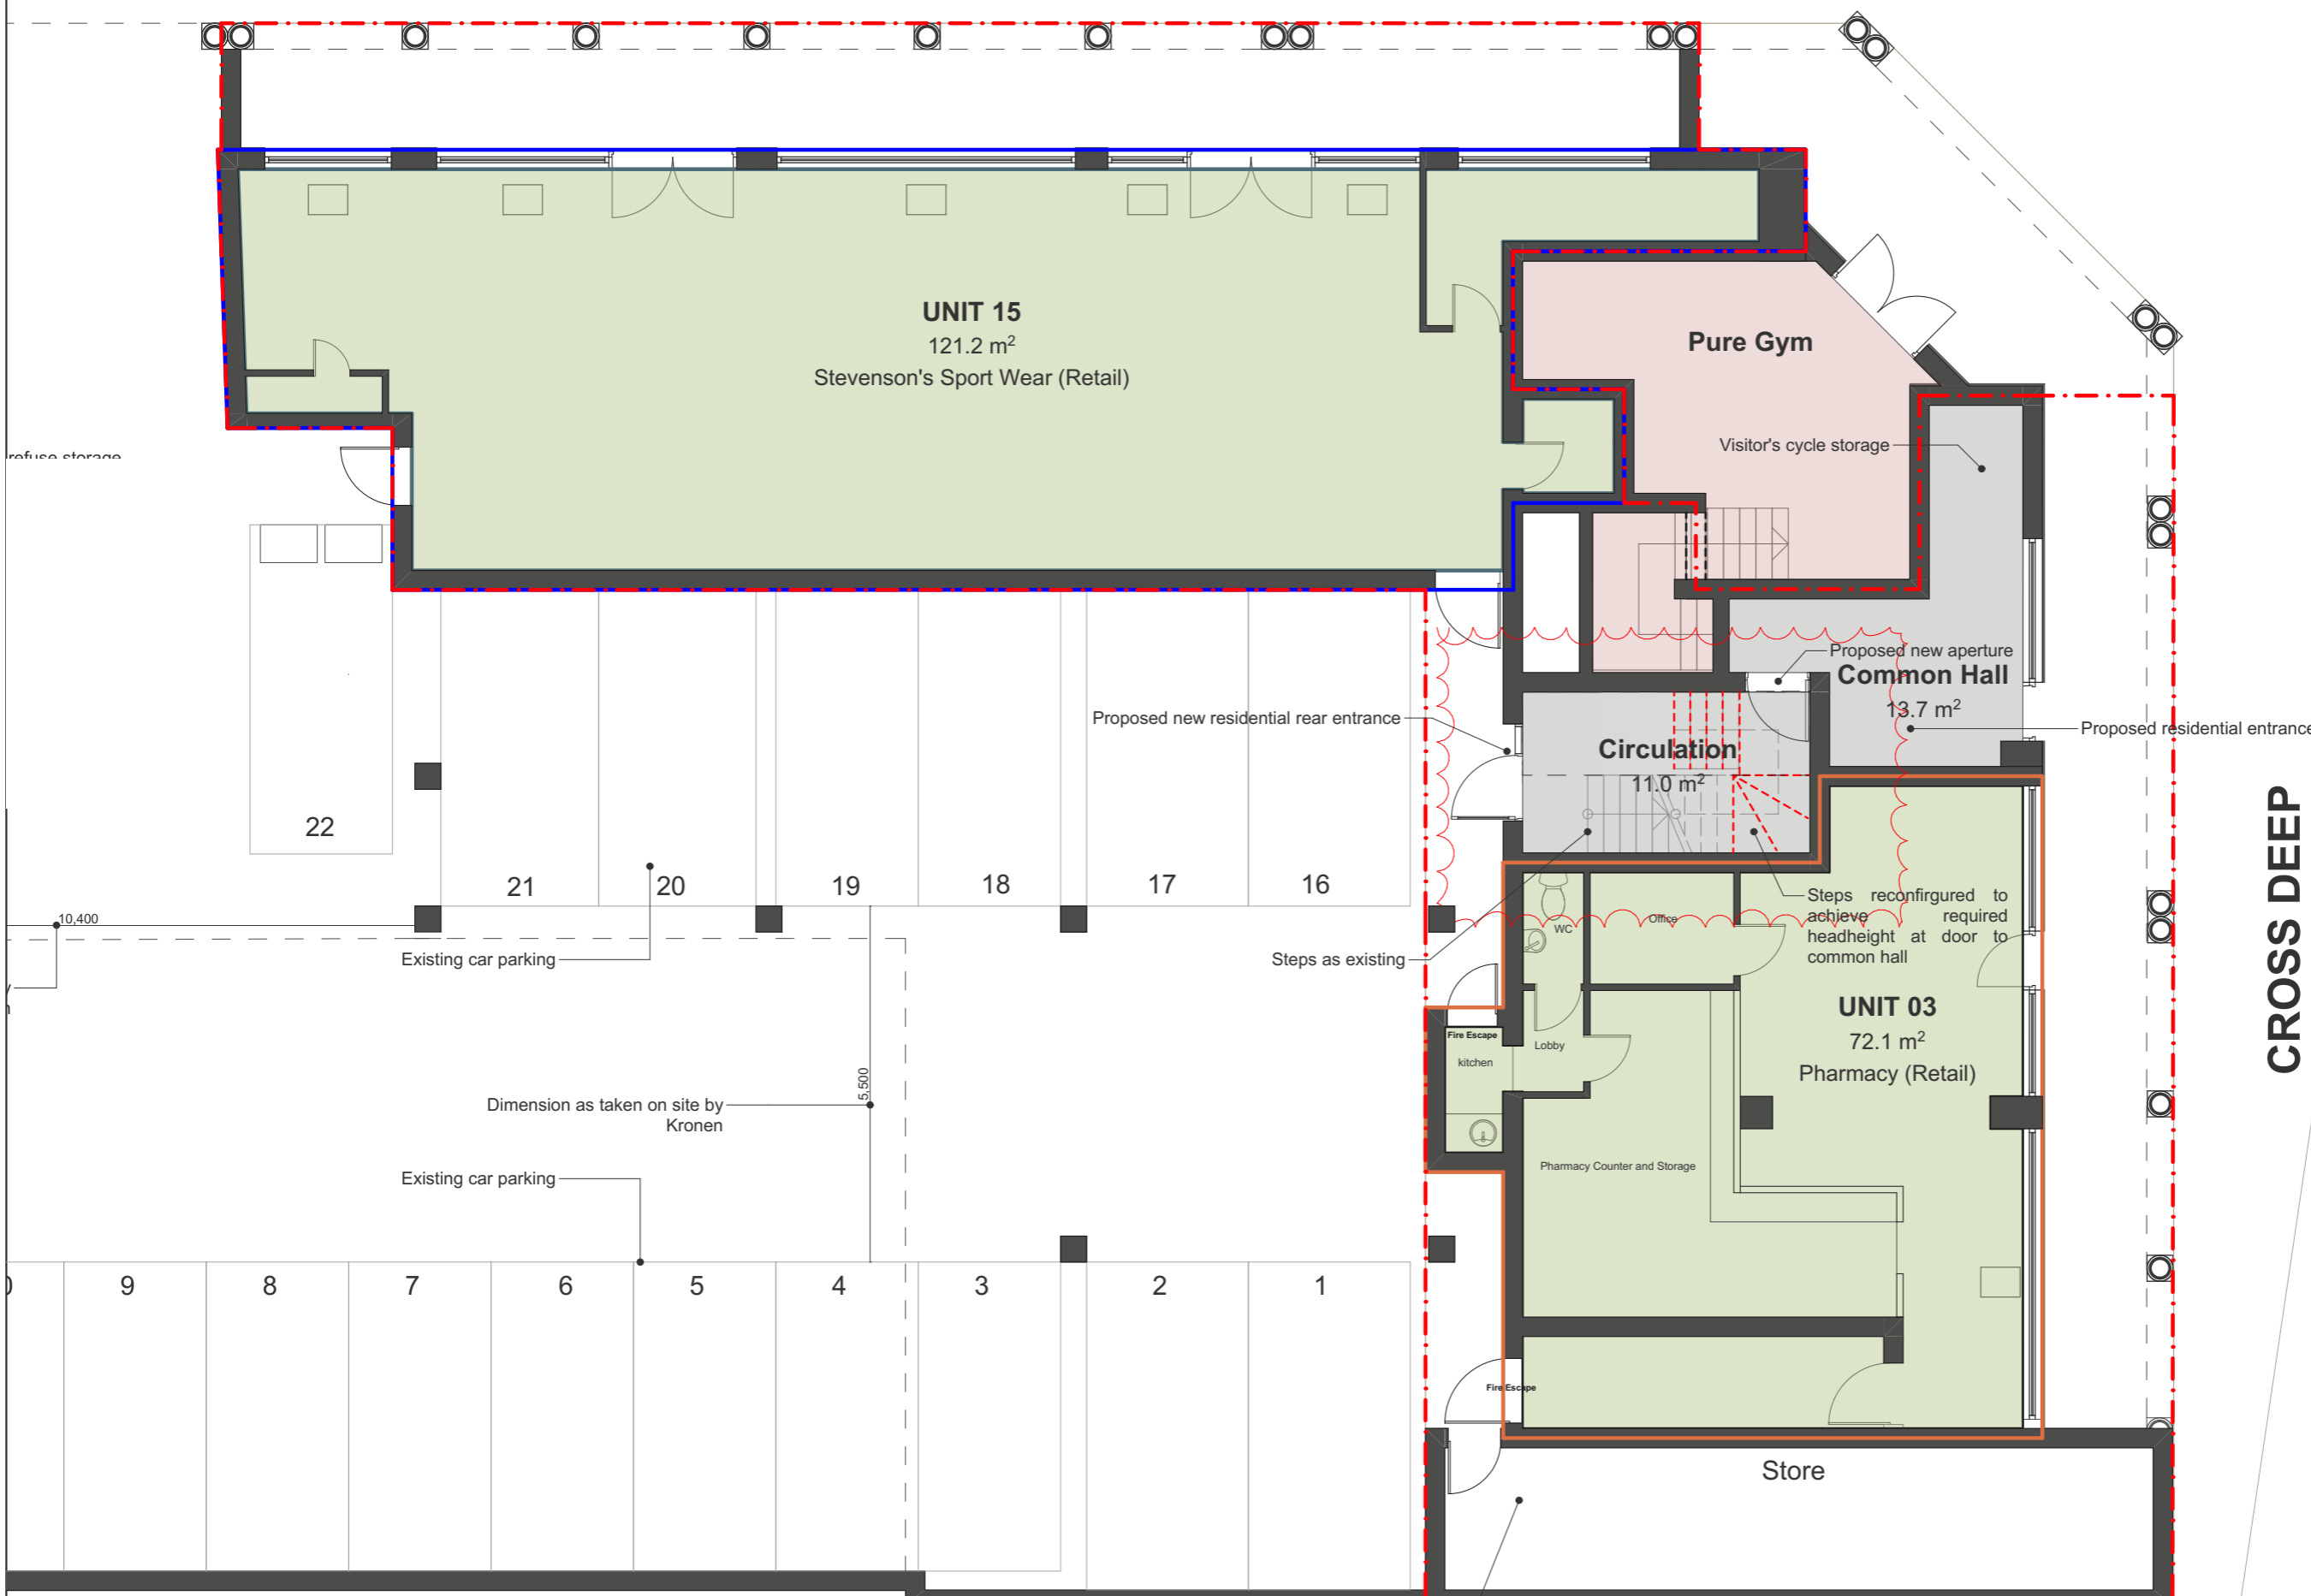 UNIT 15
121.2 m²
Stevenson's Sport Wear (Retail)
Pure Gym
Visitor's cycle storage
refuse storage
Proposed new aperture
Common Hall
13.7 m²
Proposed residential entrance
Proposed new residential rear entrance
Circulation
11.0 m²
22
21
20
19
18
17
16
10,400
Existing car parking
Steps as existing
Steps reconfirgured to
achieve required
headheight at door to
common hall
WC
Office
CROSS DEEP
UNIT 03
72.1 m²
Pharmacy (Retail)
Fire Escape
kitchen
Lobby
5,500
Dimension as taken on site by
Kronen
Pharmacy Counter and Storage
Existing car parking
9
8
7
6
5
4
3
2
1
Fire Escape
Store